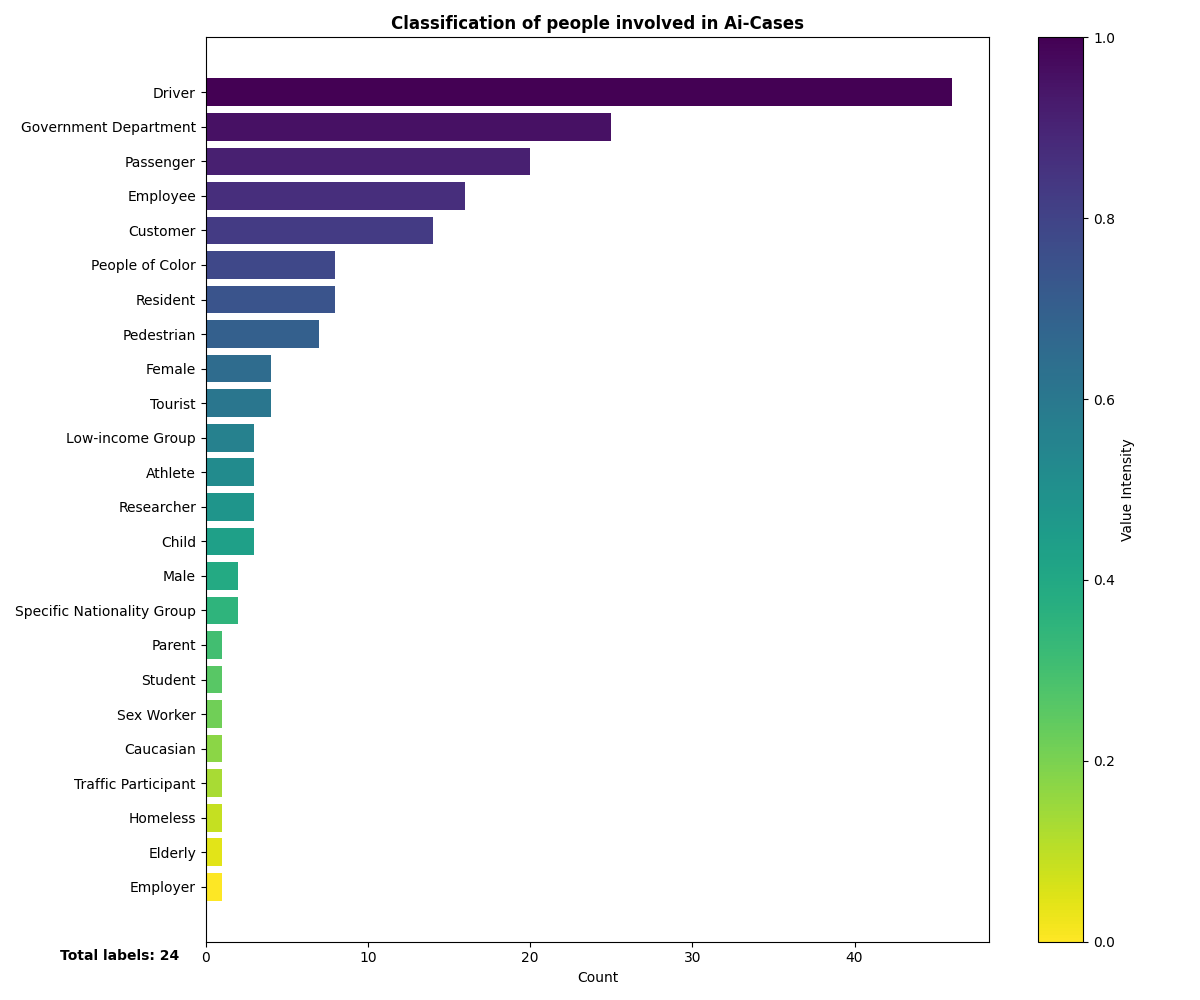 Classification of people involved in Ai-Cases
Driver
Government Department
Passenger
Employee
Customer
People of Color
Resident
Pedestrian
Female
Tourist
Low-income Group
Athlete
Researcher
Child
Male
Specific Nationality Group
Parent
Student
Sex Worker
Caucasian
Traffic Participant
Homeless
Elderly
Employer
Total labels: 24
0 10 20 30 40
Count
1.0
0.8
0.6
0.4
0.2
0.0
Value Intensity